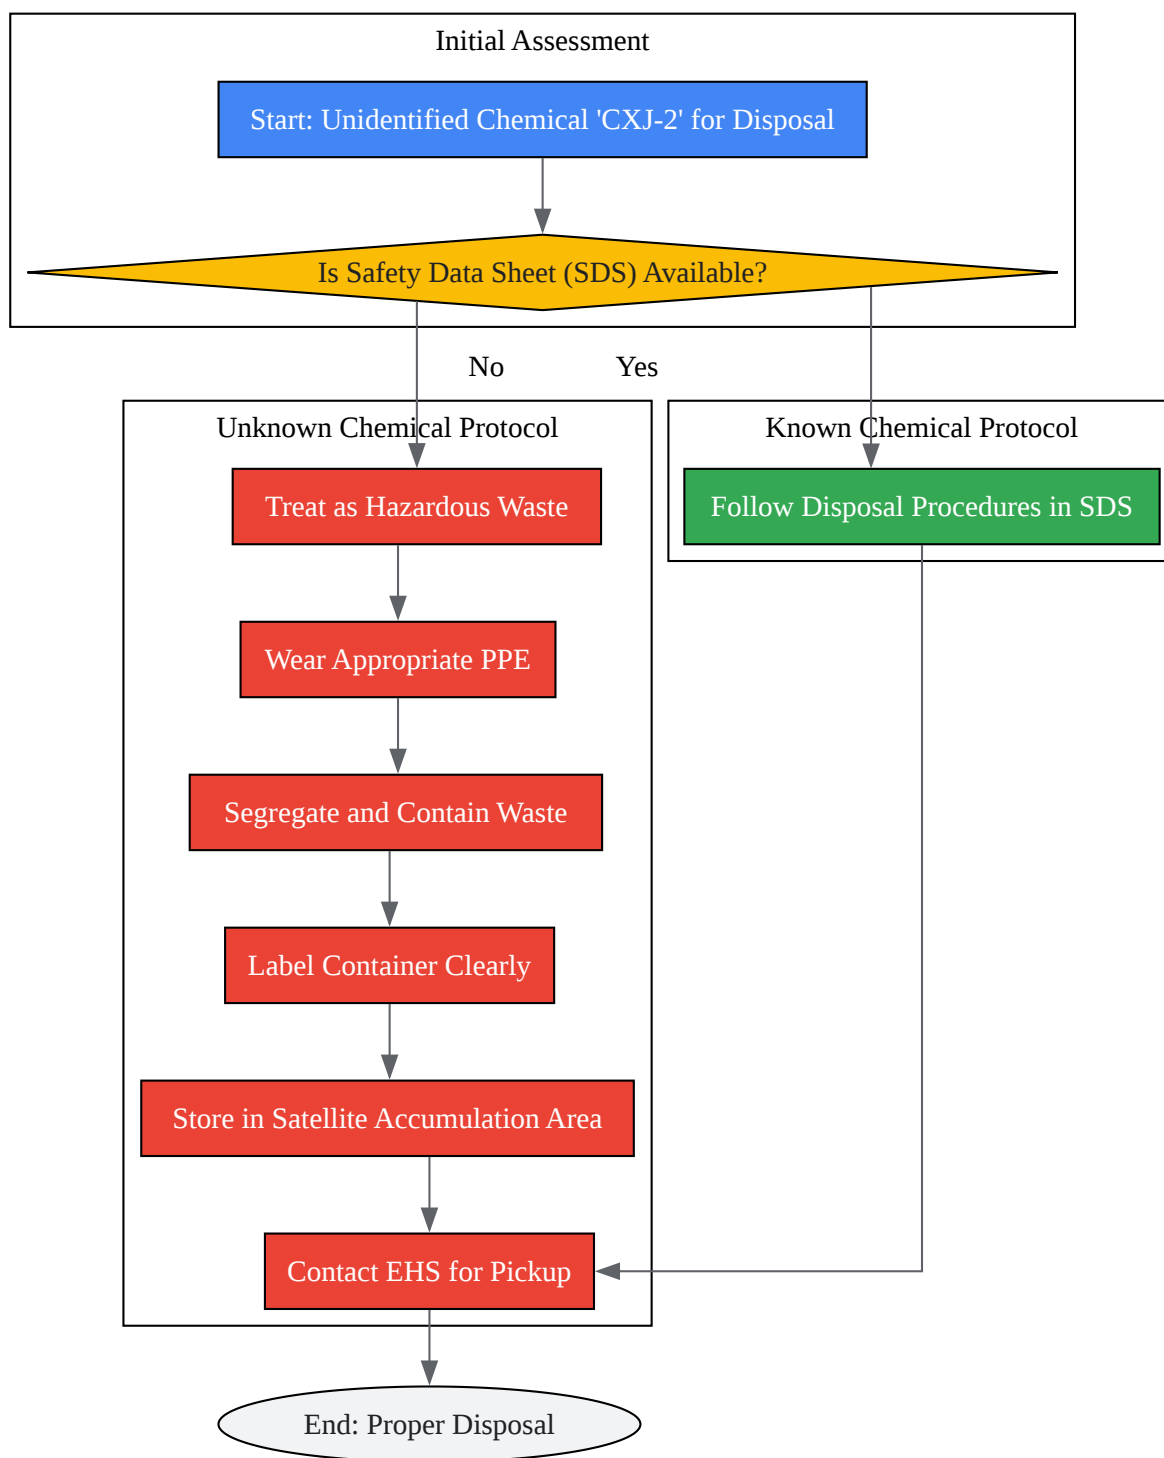 Initial Assessment
Start: Unidentified Chemical 'CXJ-2' for Disposal
Is Safety Data Sheet (SDS) Available?
No
Yes
Unknown Chemical Protocol
Known Chemical Protocol
Treat as Hazardous Waste
Follow Disposal Procedures in SDS
Wear Appropriate PPE
Segregate and Contain Waste
Label Container Clearly
Store in Satellite Accumulation Area
Contact EHS for Pickup
End: Proper Disposal